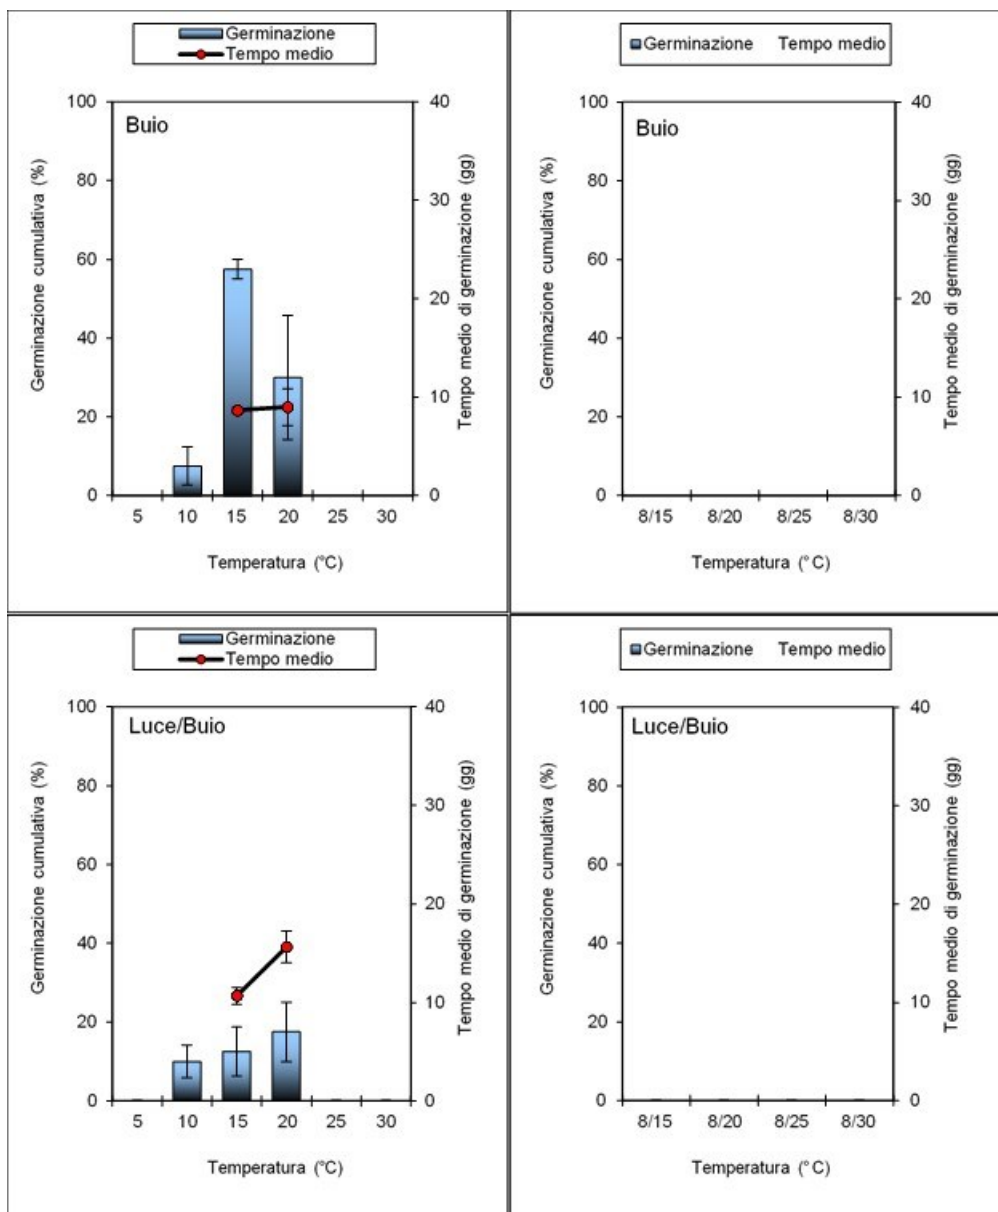 Germinazione
Tempo medio
Buio
Germinazione cumulativa (%)
100
80
60
40
20
0
40
30
20
10
0
Tempo medio di germinazione (gg)
5 10 15 20 25 30
Temperatura (°C)
Germinazione Tempo medio
Buio
Germinazione cumulativa (%)
100
80
60
40
20
0
40
30
20
10
0
Tempo medio di germinazione (gg)
8/15 8/20 8/25 8/30
Temperatura (° C)
Germinazione
Tempo medio
Luce/Buio
Germinazione cumulativa (%)
100
80
60
40
20
0
40
30
20
10
0
Tempo medio di germinazione (gg)
5 10 15 20 25 30
Temperatura (°C)
Germinazione Tempo medio
Luce/Buio
Germinazione cumulativa (%)
100
80
60
40
20
0
40
30
20
10
0
Tempo medio di germinazione (gg)
8/15 8/20 8/25 8/30
Temperatura (° C)